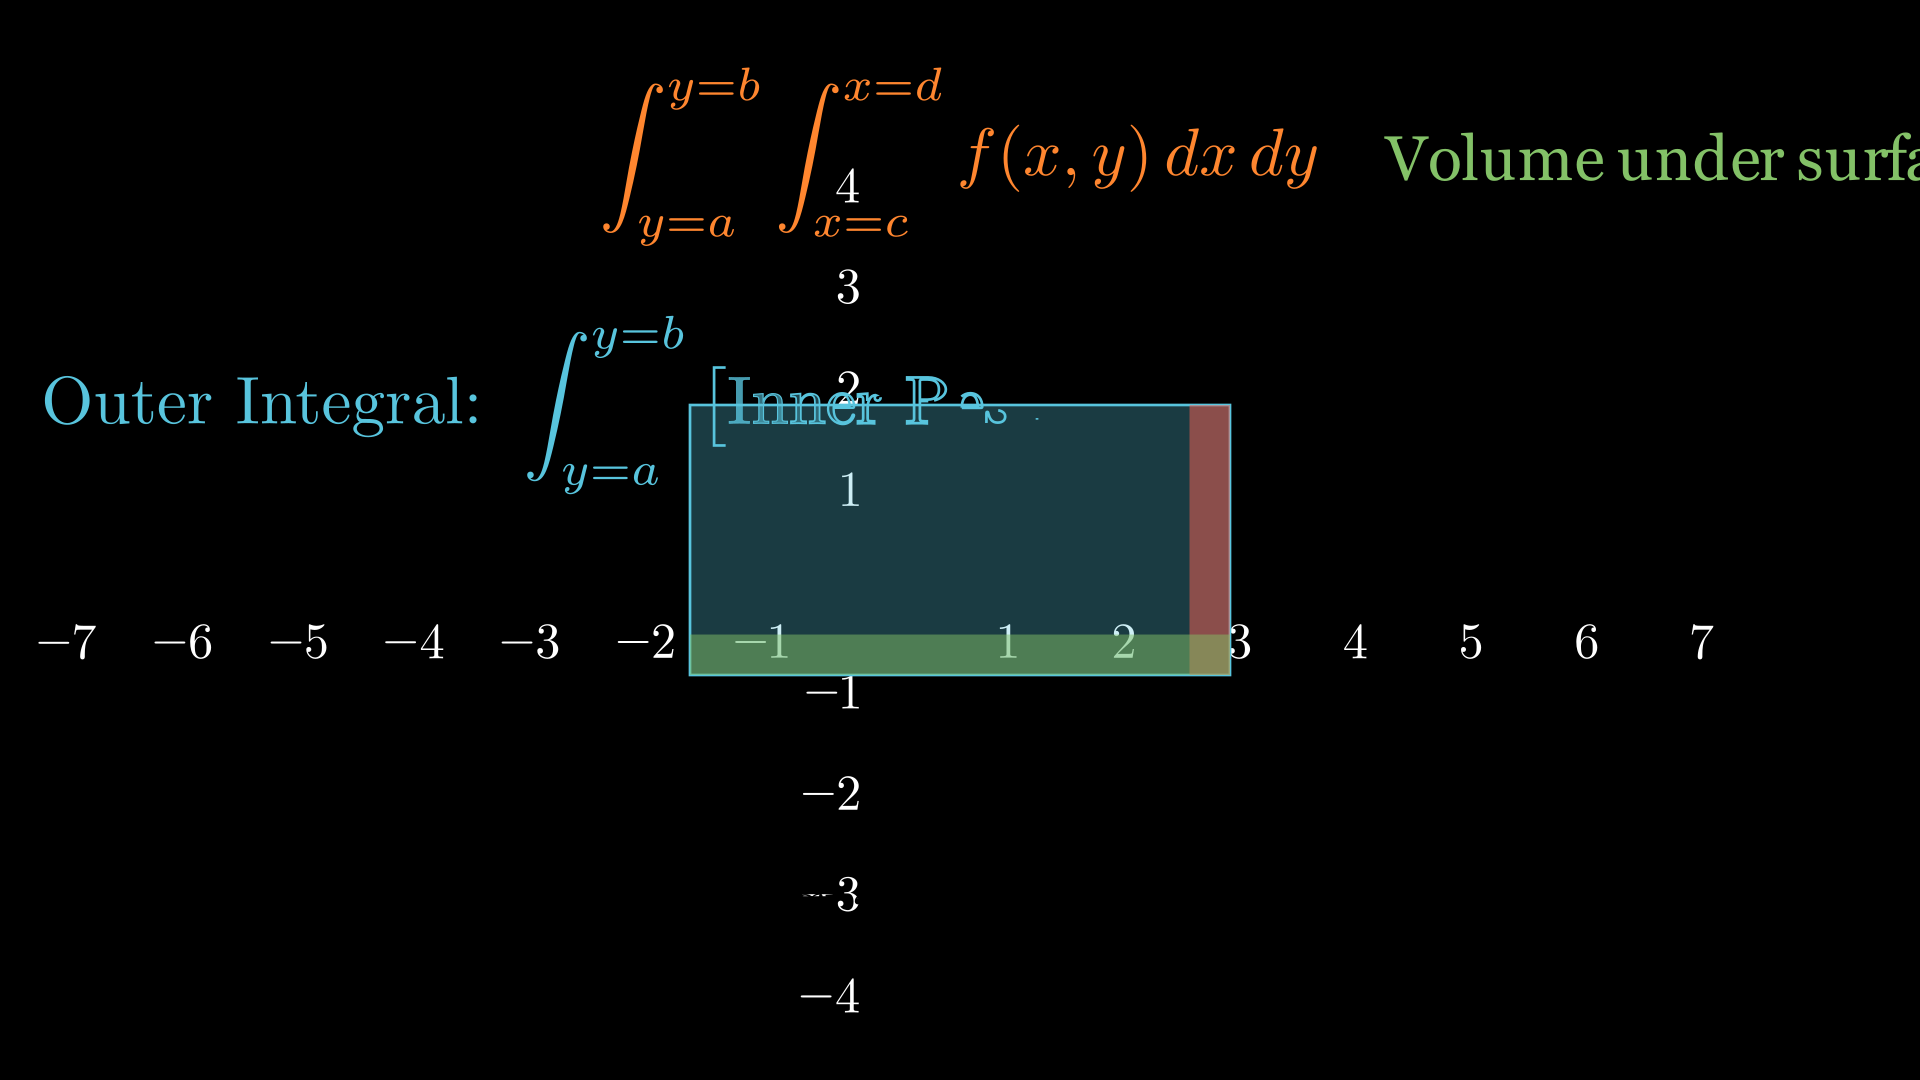 ∫_{y=a}^{y=b} ∫_{x=c}^{x=d} f(x, y) dx dy Volume under surfa
4
3
Outer Integral: ∫_{y=a}^{y=b} [Inner
2
1
−7 −6 −5 −4 −3 −2 −1 1 2 3 4 5 6 7
−1
−2
−3
−4